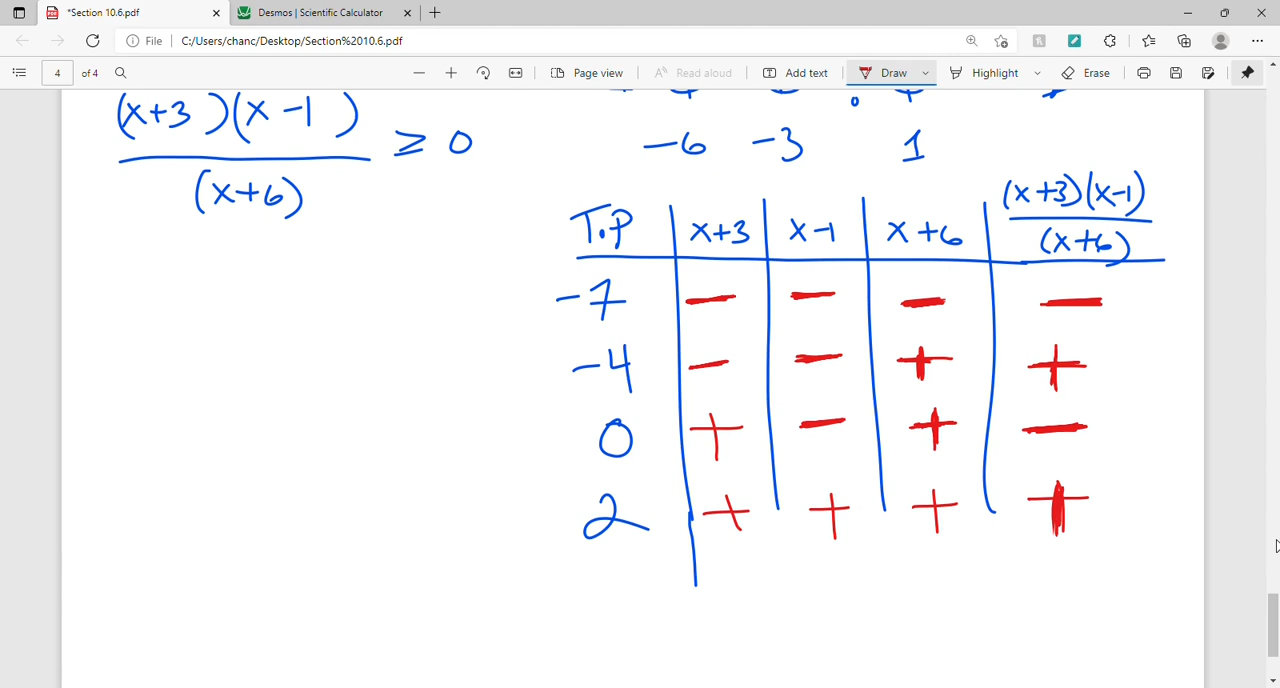 *Section 10.6.pdf
Desmos | Scientific Calculator
File
C:/Users/chanc/Desktop/Section%2010.6.pdf
4 of 4
Page view
Read aloud
Add text
Draw
Highlight
Erase
(x+3)(x-1)
≥ 0
(x+6)
-6 -3 1
T.P x+3 x-1 x+6 (x+3)(x-1)
(x+6)
-7 - - - -
-4 - - + +
0 + - + -
2 + + + +